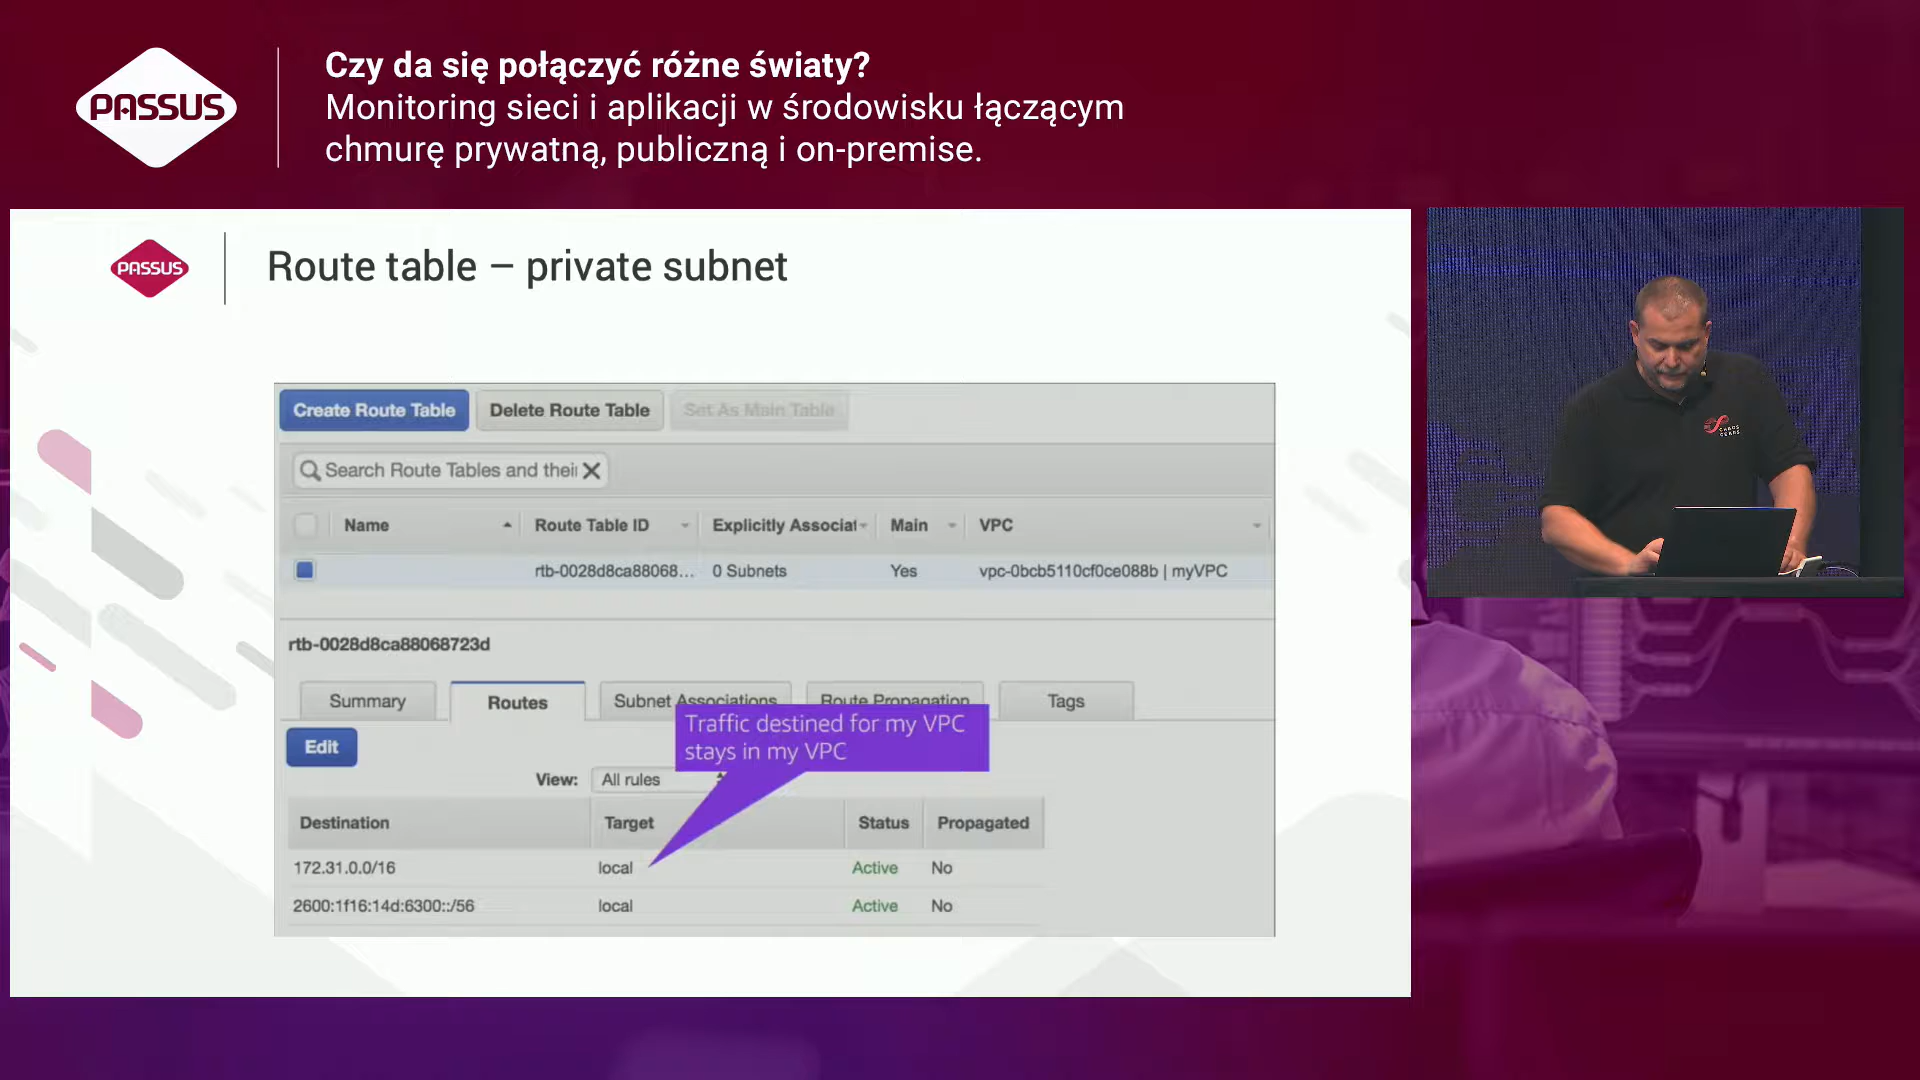 PASSUS
Czy da się połączyć różne światy?
Monitoring sieci i aplikacji w środowisku łączącym
chmurę prywatną, publiczną i on-premise.
PASSUS
Route table – private subnet
Create Route Table Delete Route Table Set As Main Table
Search Route Tables and their
Name Route Table ID Explicitly Associat Main VPC
rtb-0028d8ca88068... 0 Subnets Yes vpc-0bcb5110cf0ce088b | myVPC
rtb-0028d8ca88068723d
Summary Routes Subnet Associations Route Propagation Tags
Traffic destined for my VPC
stays in my VPC
Edit
View: All rules
Destination Target Status Propagated
172.31.0.0/16 local Active No
2600:1f16:14d:6300::/56 local Active No
CHAOS
GEARS